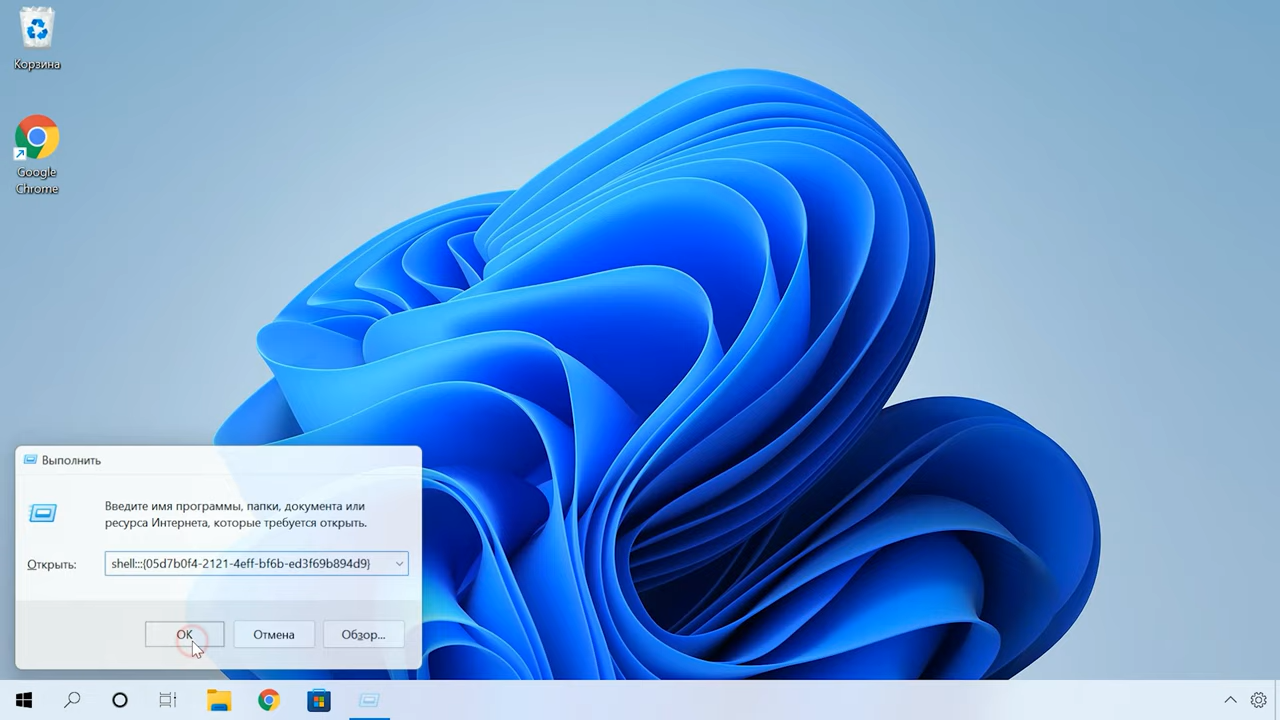 Корзина
Google
Chrome
Выполнить
Введите имя программы, папки, документа или
ресурса Интернета, которые требуется открыть.
Открыть:
shell:::{05d7b0f4-2121-4eff-bf6b-ed3f69b894d9}
ОК
Отмена
Обзор...